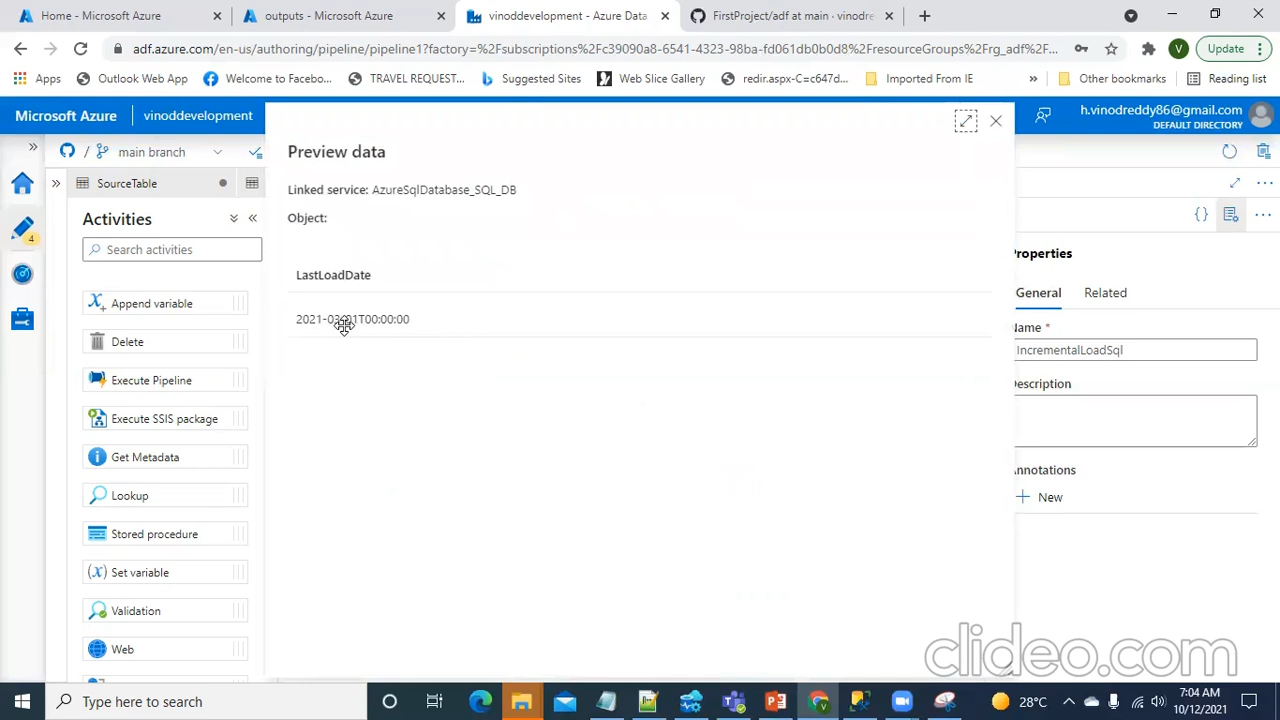 Home - Microsoft Azure
outputs - Microsoft Azure
vinoddevelopment - Azure Data
FirstProject/adf at main · vinodre
adf.azure.com/en-us/authoring/pipeline/pipeline1?factory=%2Fsubscriptions%2Fc39090a8-6541-4323-98ba-fd061db0b0d8%2FresourceGroups%2Frg_adf%2F...
Update
Apps
Outlook Web App
Welcome to Facebo...
TRAVEL REQUEST...
Suggested Sites
Web Slice Gallery
redir.aspx-C=c647d...
Imported From IE
»
Other bookmarks
Reading list
Microsoft Azure
vinoddevelopment
h.vinodreddy86@gmail.com
DEFAULT DIRECTORY
/ main branch
SourceTable
Activities
Search activities
Append variable
Delete
Execute Pipeline
Execute SSIS package
Get Metadata
Lookup
Stored procedure
Set variable
Validation
Web
4
Preview data
Linked service: AzureSqlDatabase_SQL_DB
Object:
LastLoadDate
Properties
General
Related
Name *
IncrementalLoadSql
Description
Annotations
New
clideo.com
Type here to search
28°C
7:04 AM
10/12/2021